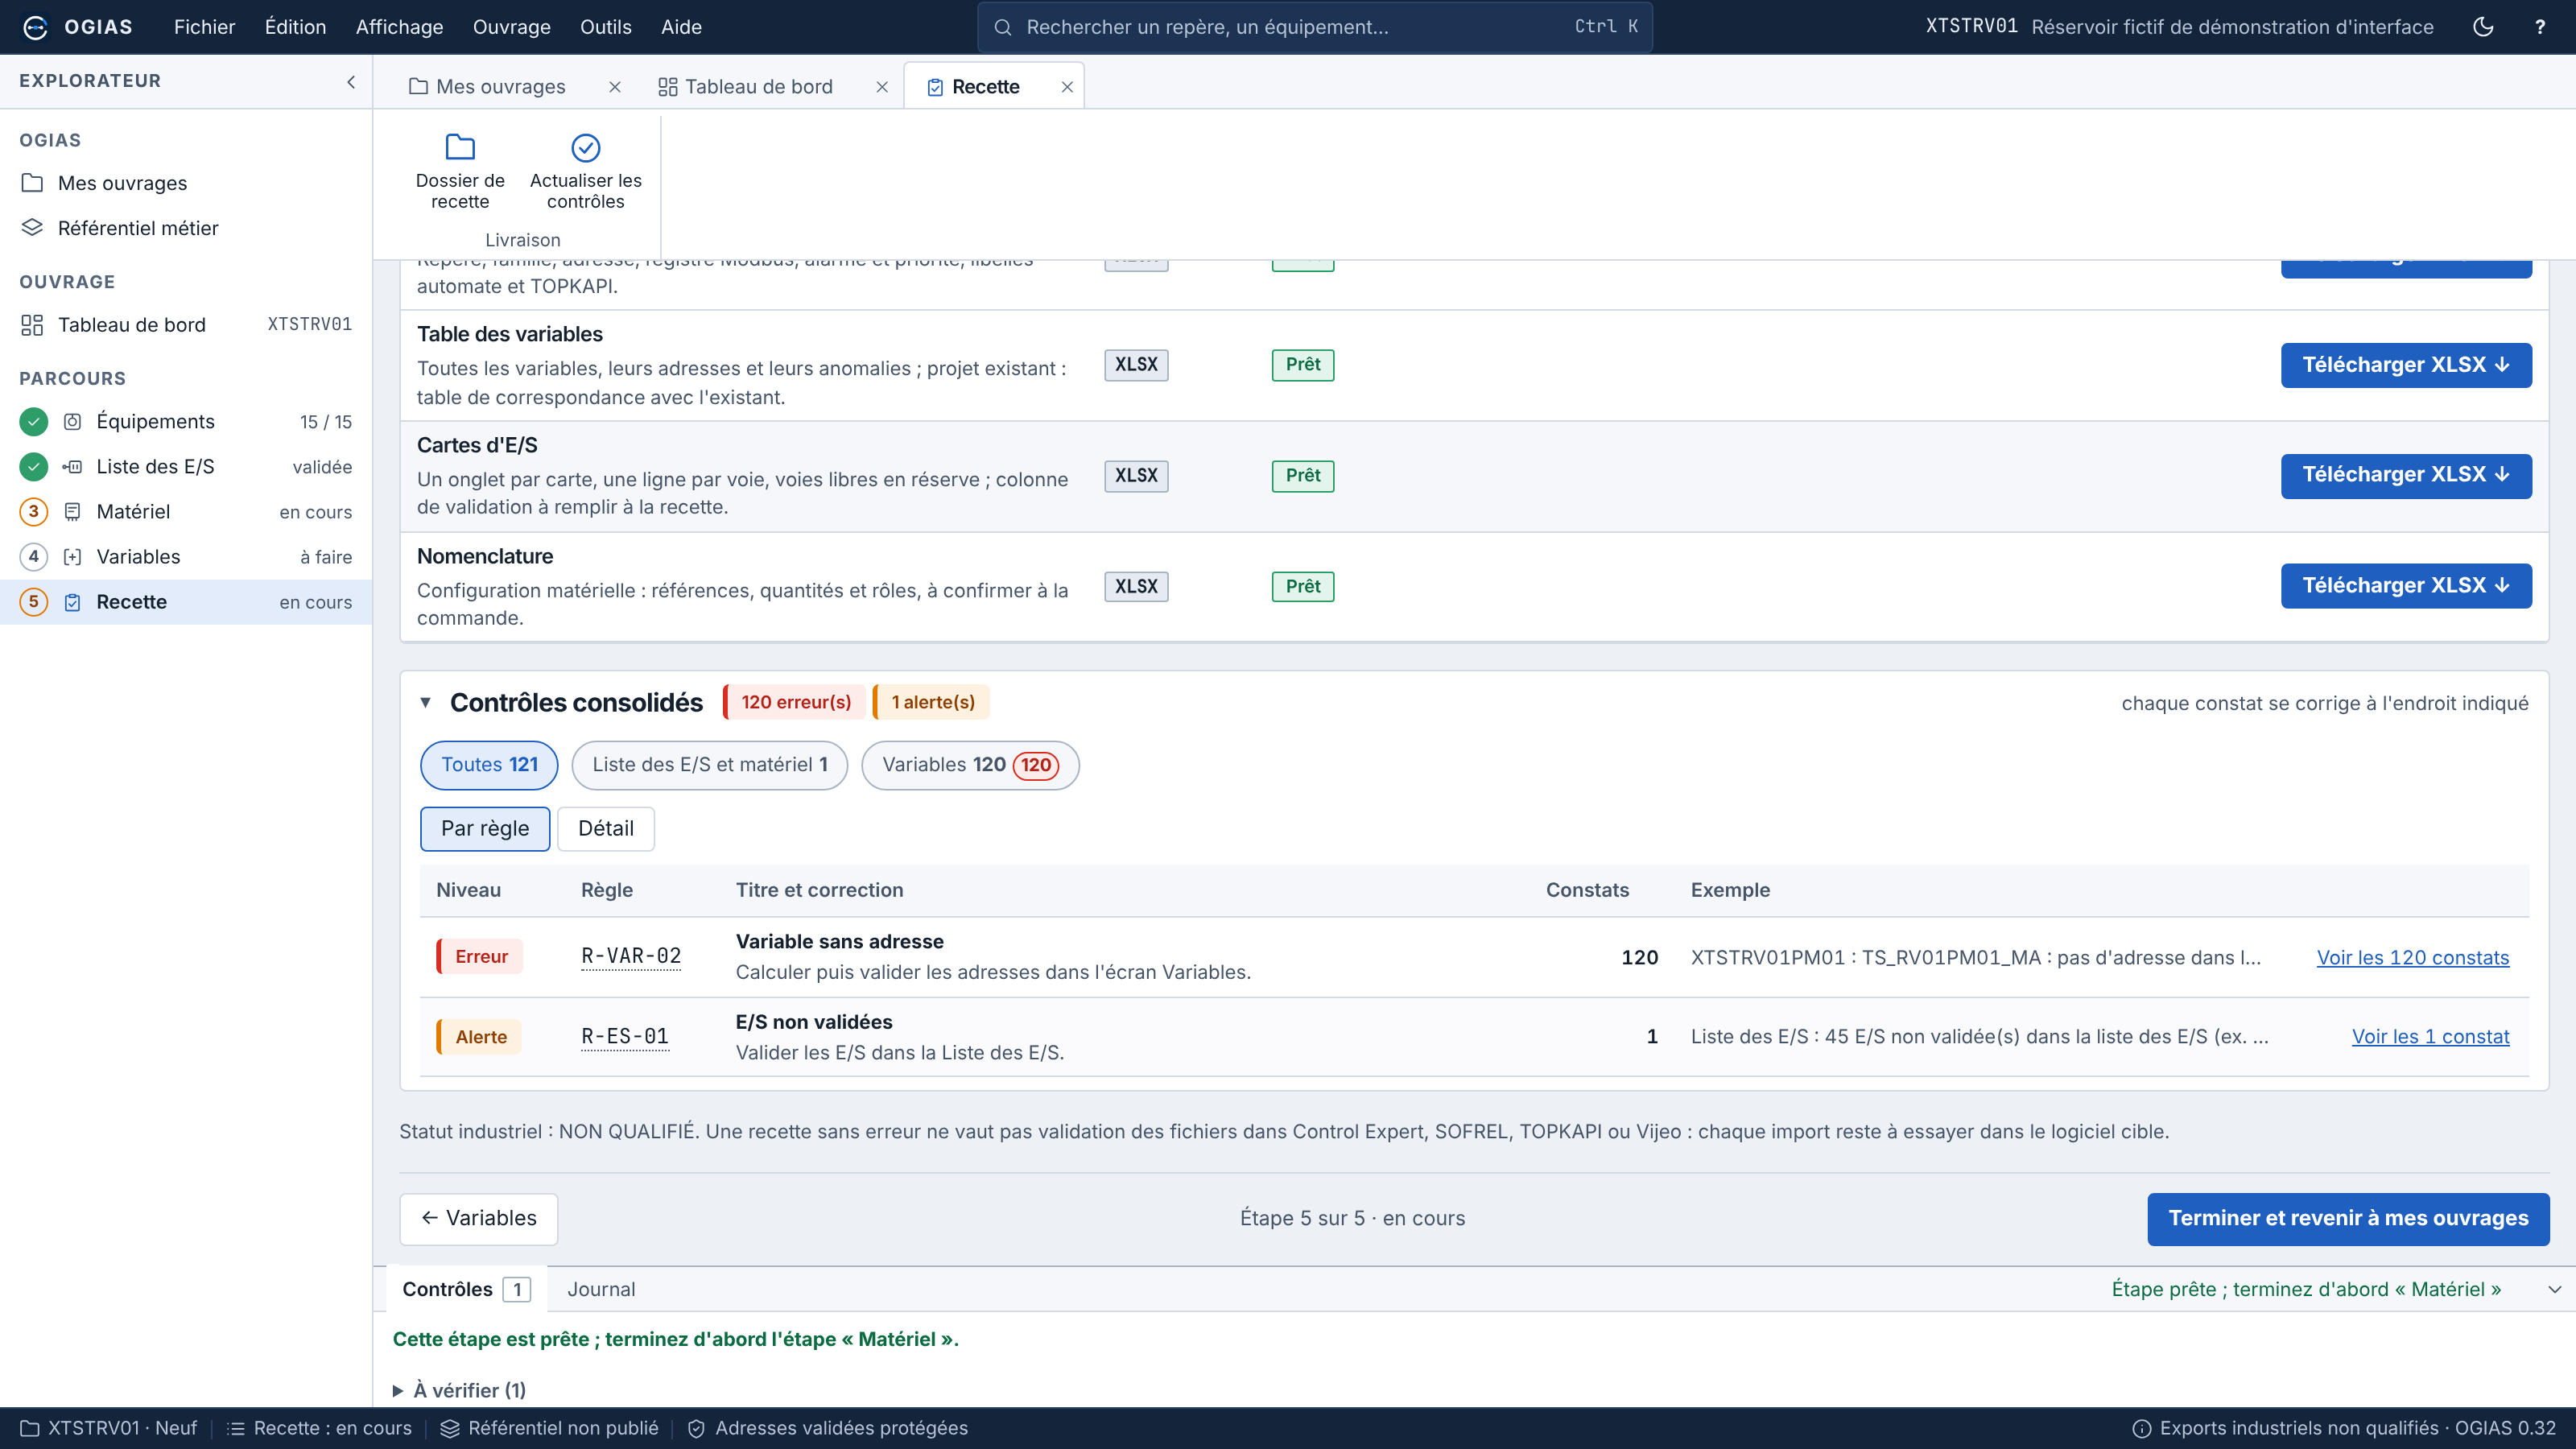 OGIAS
Fichier
Édition
Affichage
Ouvrage
Outils
Aide
Rechercher un repère, un équipement...
Ctrl K
XTSTRV01 Réservoir fictif de démonstration d'interface
?
EXPLORATEUR
OGIAS
Mes ouvrages
Référentiel métier
OUVRAGE
Tableau de bord XTSTRV01
PARCOURS
Équipements 15 / 15
Liste des E/S validée
3 Matériel en cours
4 Variables à faire
5 Recette en cours
Mes ouvrages
Tableau de bord
Recette
Dossier de
recette
Actualiser les
contrôles
Livraison
Repère, famille, adresse, registre Modbus, alarme et priorité, libellés
automate et TOPKAPI.
Table des variables
Toutes les variables, leurs adresses et leurs anomalies ; projet existant :
table de correspondance avec l'existant.
XLSX
Prêt
Télécharger XLSX ↓
Cartes d'E/S
Un onglet par carte, une ligne par voie, voies libres en réserve ; colonne
de validation à remplir à la recette.
XLSX
Prêt
Télécharger XLSX ↓
Nomenclature
Configuration matérielle : références, quantités et rôles, à confirmer à la
commande.
XLSX
Prêt
Télécharger XLSX ↓
▼ Contrôles consolidés 120 erreur(s) 1 alerte(s)
chaque constat se corrige à l'endroit indiqué
Toutes 121
Liste des E/S et matériel 1
Variables 120 120
Par règle
Détail
Niveau Règle Titre et correction Constats Exemple
Erreur R-VAR-02 Variable sans adresse
Calculer puis valider les adresses dans l'écran Variables.
120 XTSTRV01PM01 : TS_RV01PM01_MA : pas d'adresse dans l... Voir les 120 constats
Alerte R-ES-01 E/S non validées
Valider les E/S dans la Liste des E/S.
1 Liste des E/S : 45 E/S non validée(s) dans la liste des E/S (ex. ... Voir les 1 constat
Statut industriel : NON QUALIFIÉ. Une recette sans erreur ne vaut pas validation des fichiers dans Control Expert, SOFREL, TOPKAPI ou Vijeo : chaque import reste à essayer dans le logiciel cible.
← Variables
Étape 5 sur 5 · en cours
Terminer et revenir à mes ouvrages
Contrôles 1
Journal
Étape prête ; terminez d'abord « Matériel »
Cette étape est prête ; terminez d'abord l'étape « Matériel ».
▶ À vérifier (1)
XTSTRV01 · Neuf
Recette : en cours
Référentiel non publié
Adresses validées protégées
Exports industriels non qualifiés · OGIAS 0.32